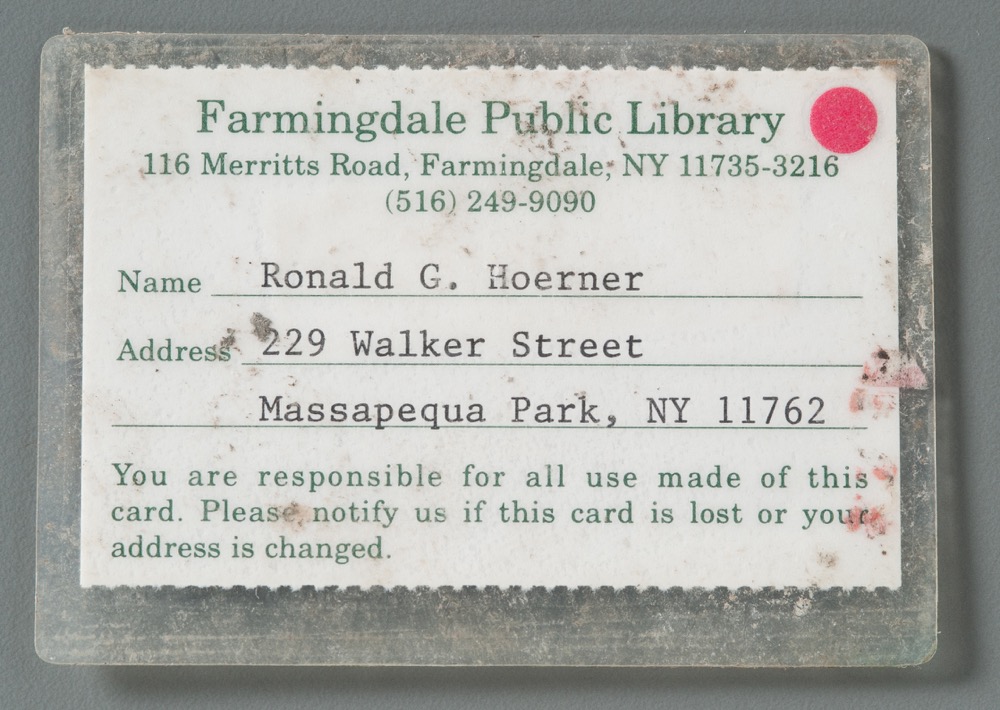 Farmingdale Public Library
116 Merritts Road, Farmingdale, NY 11735-3216
(516) 249-9090
Name Ronald G. Hoerner
Address 229 Walker Street
Massapequa Park, NY 11762
You are responsible for all use made of this
card. Please notify us if this card is lost or your
address is changed.